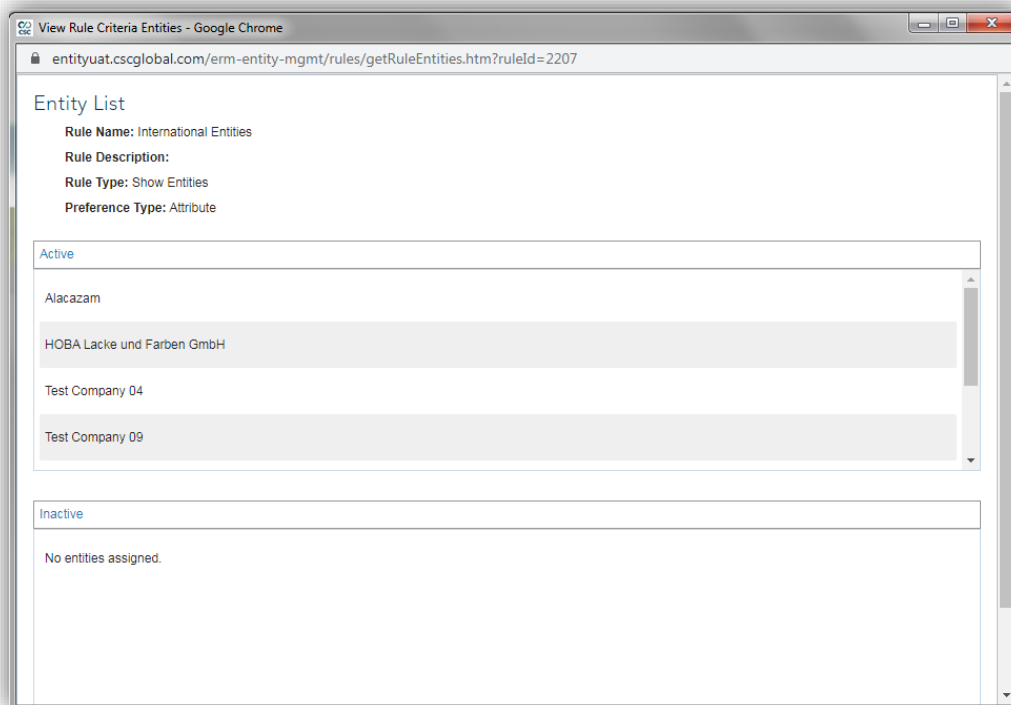 CSC
View Rule Criteria Entities - Google Chrome
entityuat.cscglobal.com/erm-entity-mgmt/rules/getRuleEntities.htm?ruleId=2207
Entity List
Rule Name: International Entities
Rule Description:
Rule Type: Show Entities
Preference Type: Attribute
Active
Alacazam
HOBA Lacke und Farben GmbH
Test Company 04
Test Company 09
Inactive
No entities assigned.